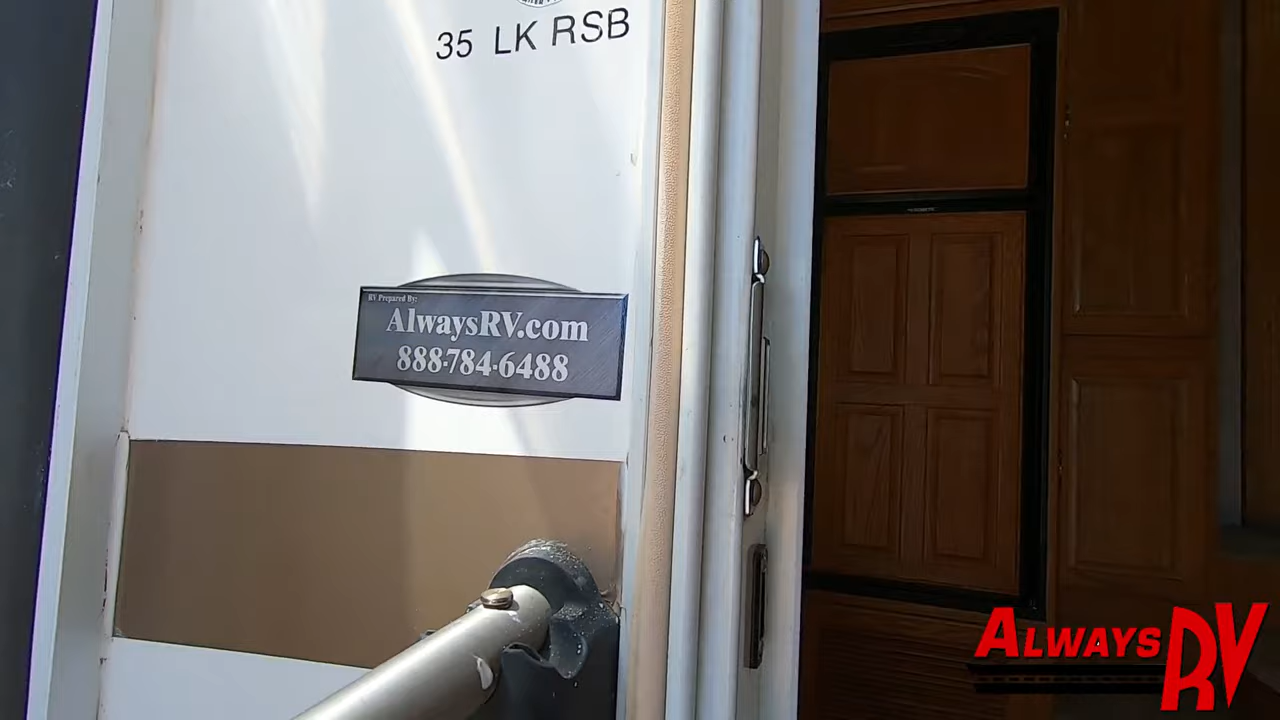 35 LK RSB
RV Prepared By:
AlwaysRV.com
888-784-6488
ALWAYS RV